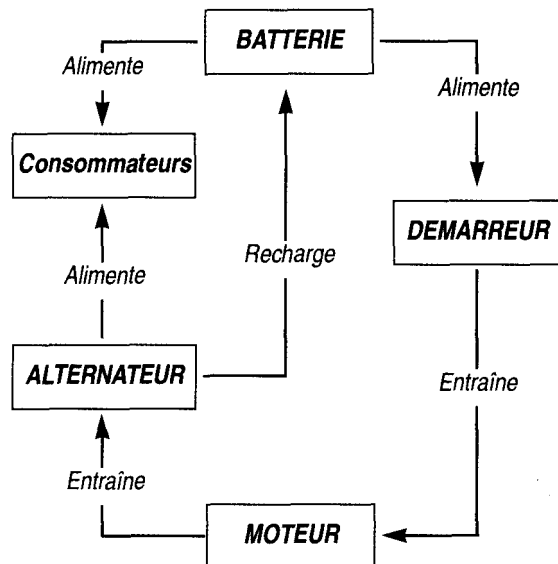 BATTERIE
Alimente
Alimente
Consommateurs
DEMARREUR
Recharge
Alimente
ALTERNATEUR
Entraîne
Entraîne
MOTEUR